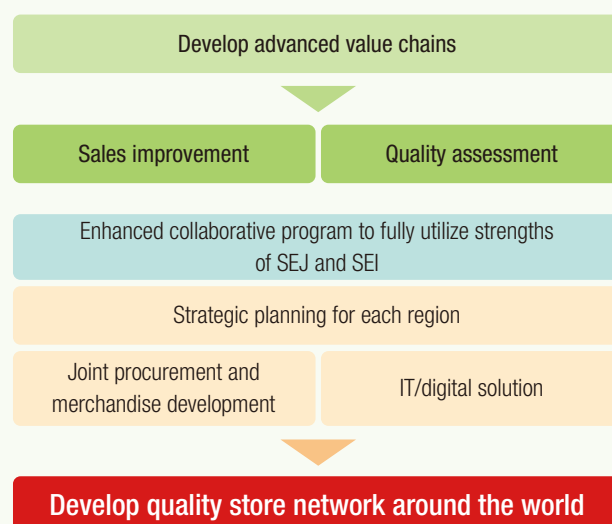 Develop advanced value chains
Sales improvement
Quality assessment
Enhanced collaborative program to fully utilize strengths
of SEJ and SEI
Strategic planning for each region
Joint procurement and
merchandise development
IT/digital solution
Develop quality store network around the world